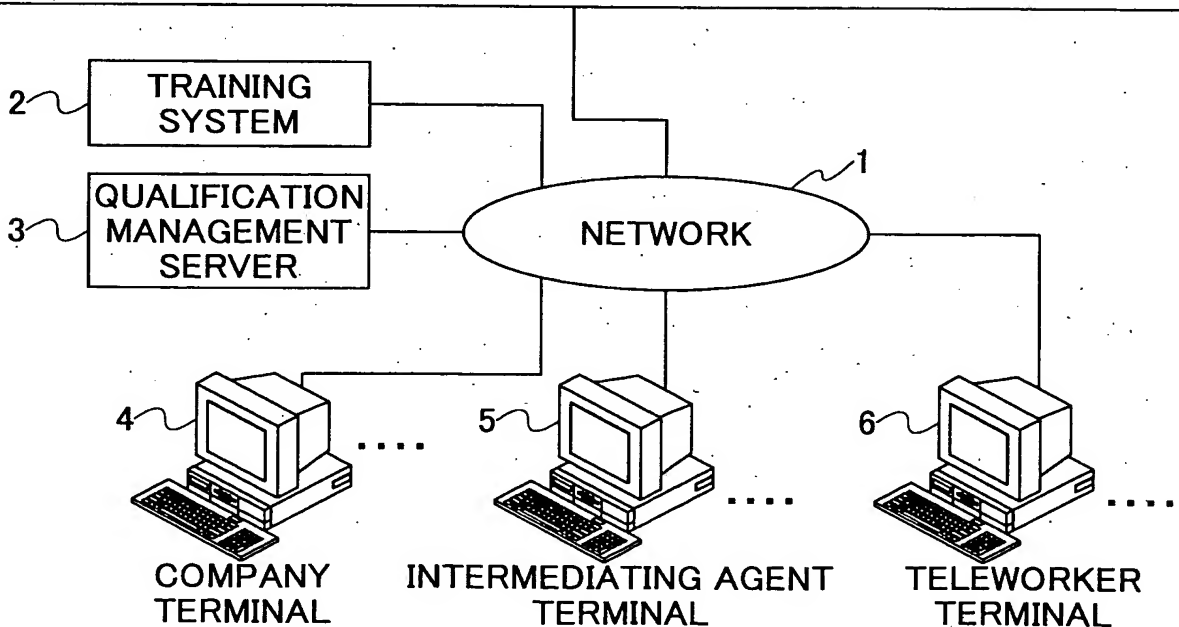 2
TRAINING
SYSTEM
1
3
QUALIFICATION
MANAGEMENT
SERVER
NETWORK
4
5
6
COMPANY
TERMINAL
INTERMEDIATING AGENT
TERMINAL
TELEWORKER
TERMINAL